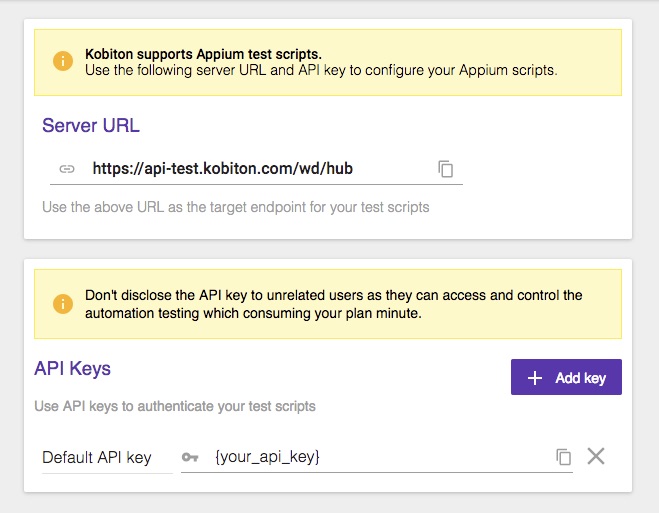 Kobiton supports Appium test scripts.
Use the following server URL and API key to configure your Appium scripts.
Server URL
https://api-test.kobiton.com/wd/hub
Use the above URL as the target endpoint for your test scripts
Don't disclose the API key to unrelated users as they can access and control the
automation testing which consuming your plan minute.
API Keys
Add key
Use API keys to authenticate your test scripts
Default API key {your_api_key}